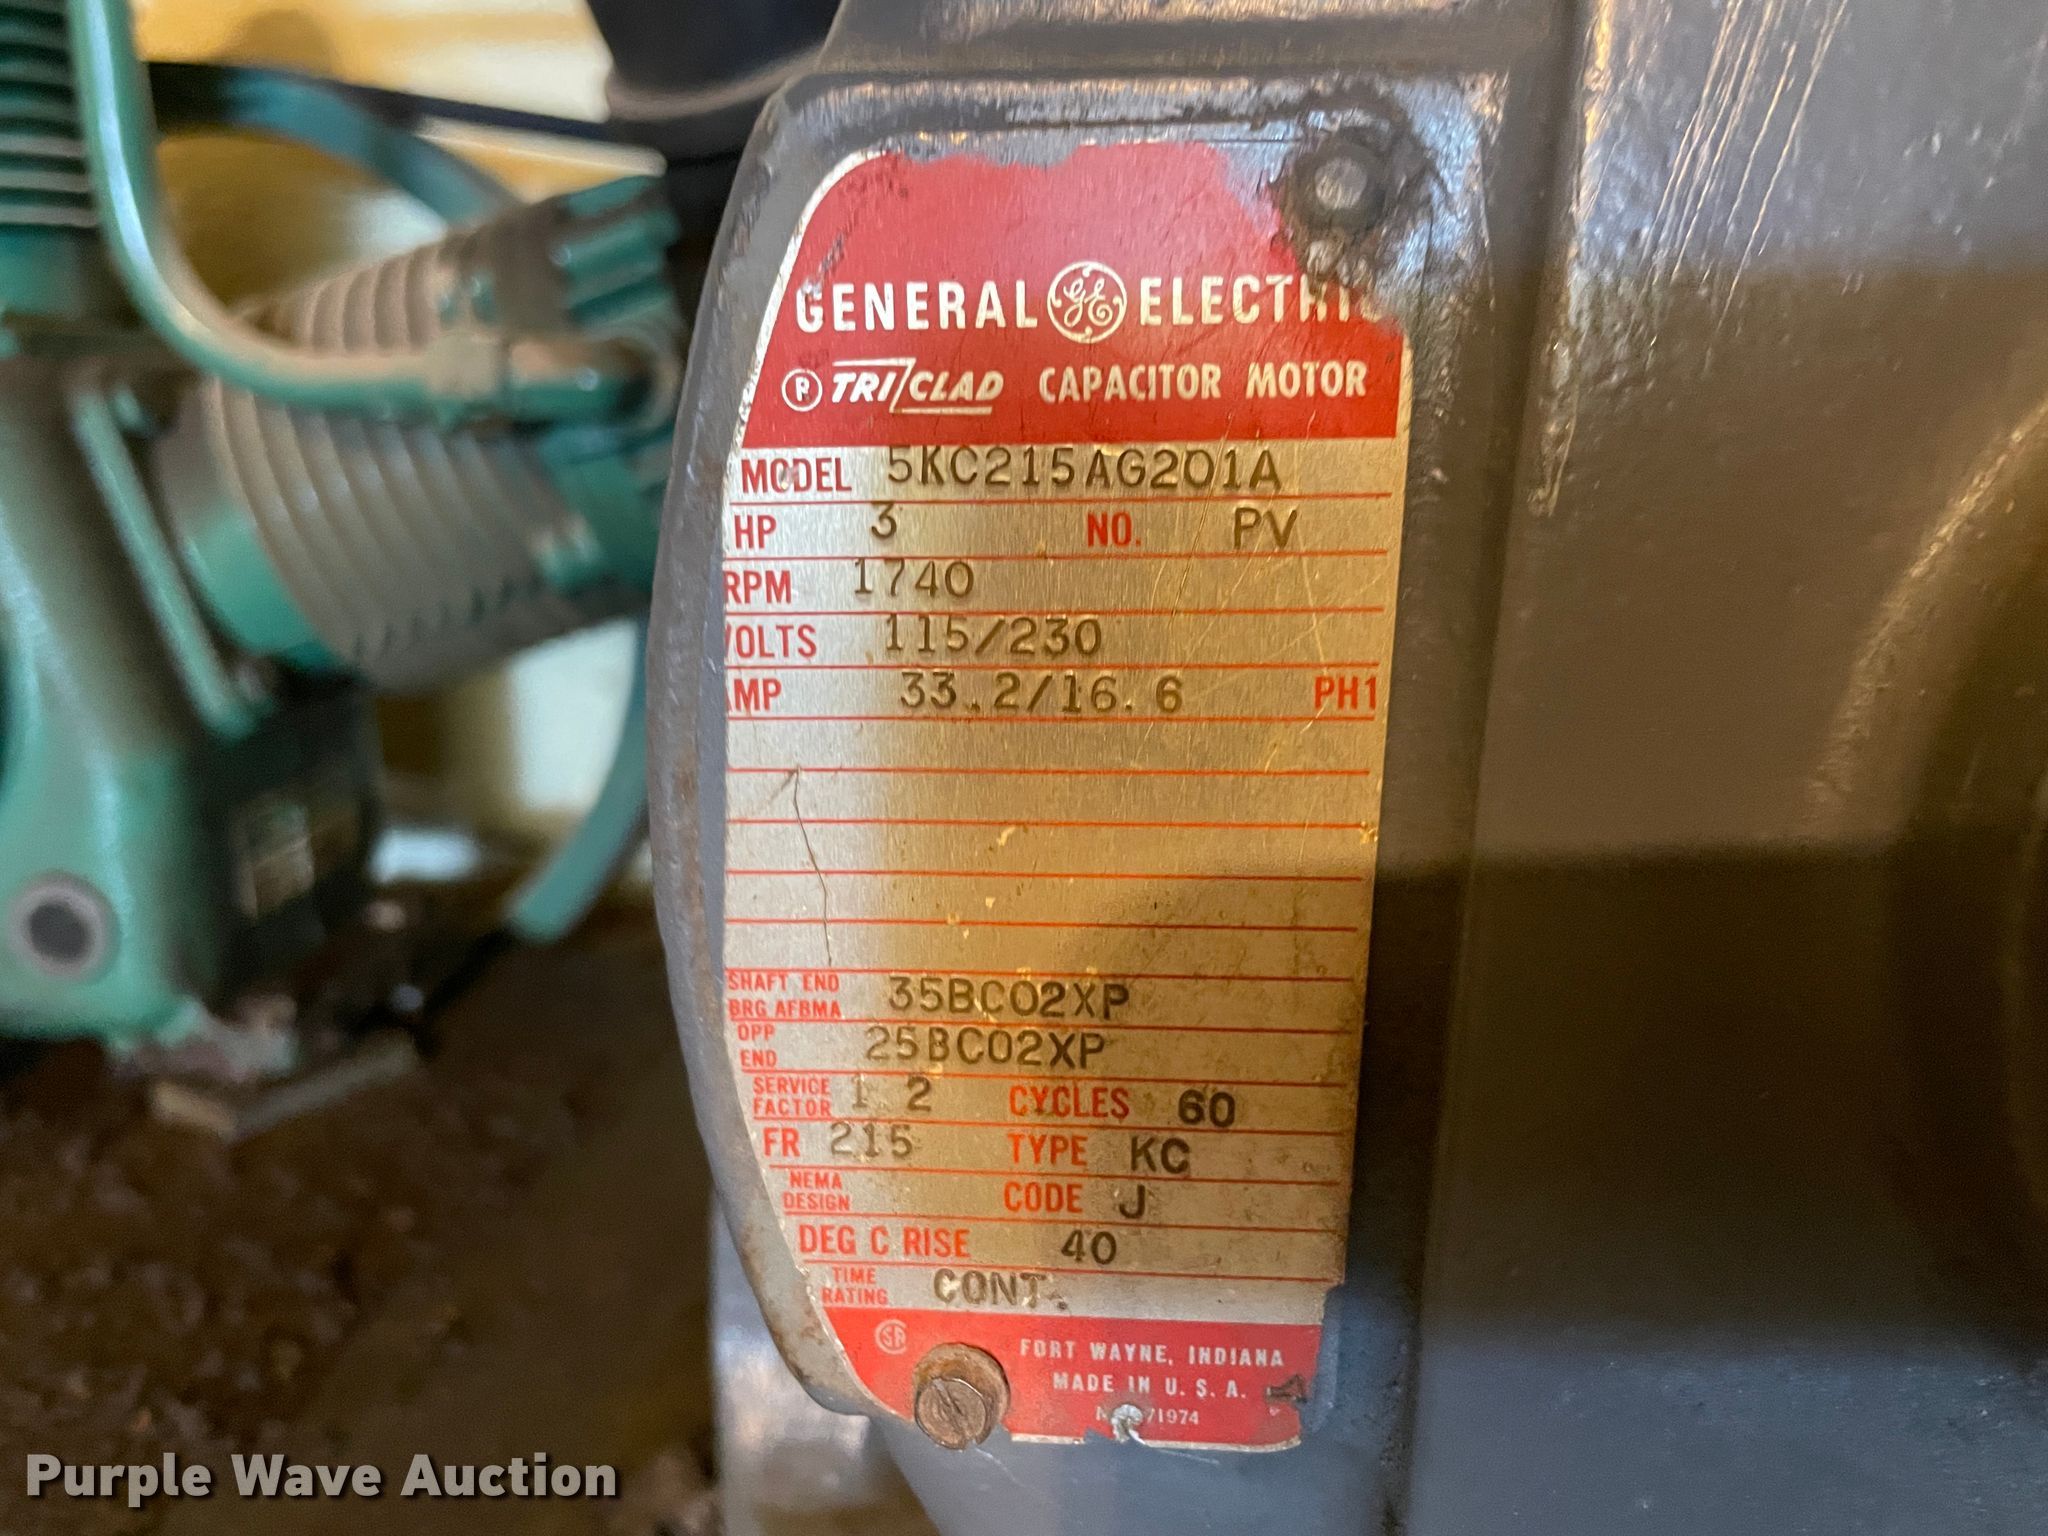 GENERAL GE ELECTRIC
® TRI/CLAD CAPACITOR MOTOR
MODEL 5KC215AG201A
HP 3 NO. PV
RPM 1740
VOLTS 115/230
AMP 33.2/16.6 PH1
SHAFT END
BRG AFBMA 35BC02XP
OPP
END 25BC02XP
SERVICE
FACTOR 1 2 CYCLES 60
FR 215 TYPE KC
NEMA
DESIGN CODE J
DEG C RISE 40
TIME
RATING CONT.
FORT WAYNE, INDIANA
MADE IN U. S. A.
71974
Purple Wave Auction